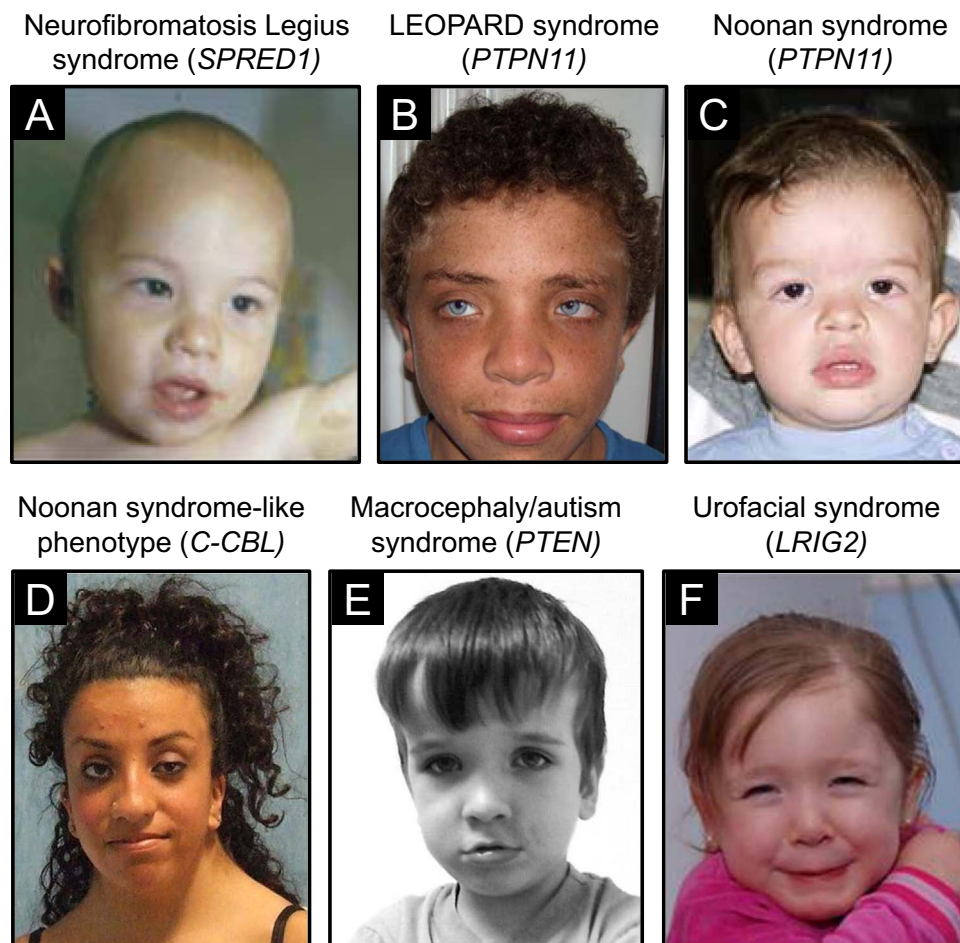 Neurofibromatosis Legius
syndrome (SPRED1)
LEOPARD syndrome
(PTPN11)
Noonan syndrome
(PTPN11)
A
B
C
Noonan syndrome-like
phenotype (C-CBL)
Macrocephaly/autism
syndrome (PTEN)
Urofacial syndrome
(LRIG2)
D
E
F